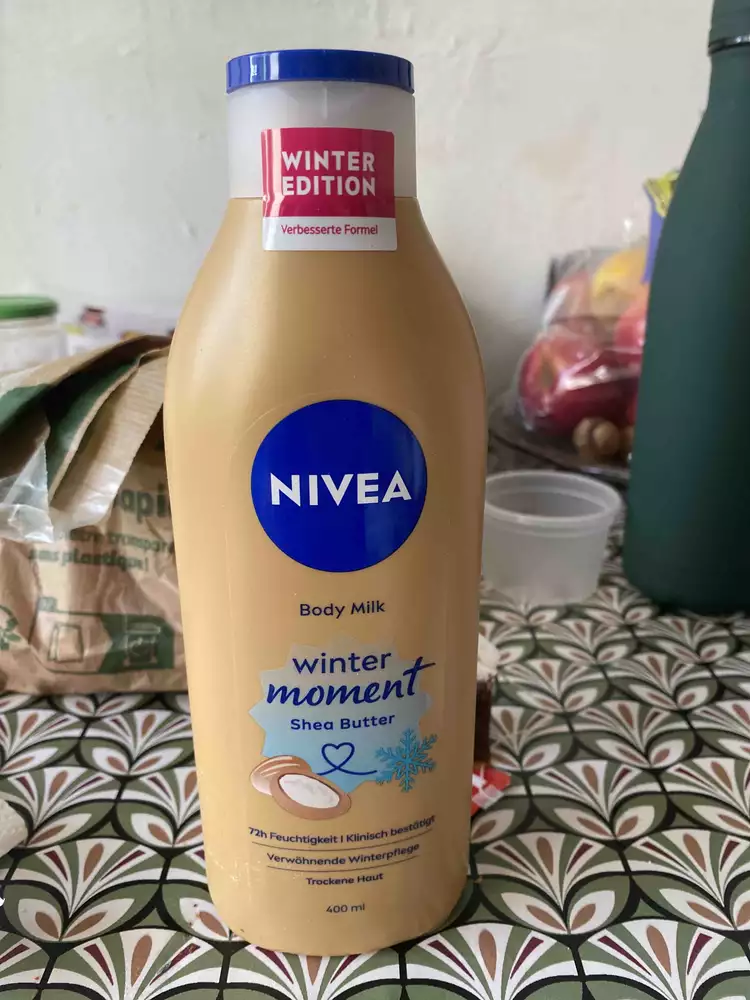 WINTER
EDITION
Verbesserte Formel
NIVEA
Body Milk
winter
moment
Shea Butter
72h Feuchtigkeit I Klinisch bestätigt
Verwöhnende Winterpflege
Trockene Haut
400 ml
plastique!